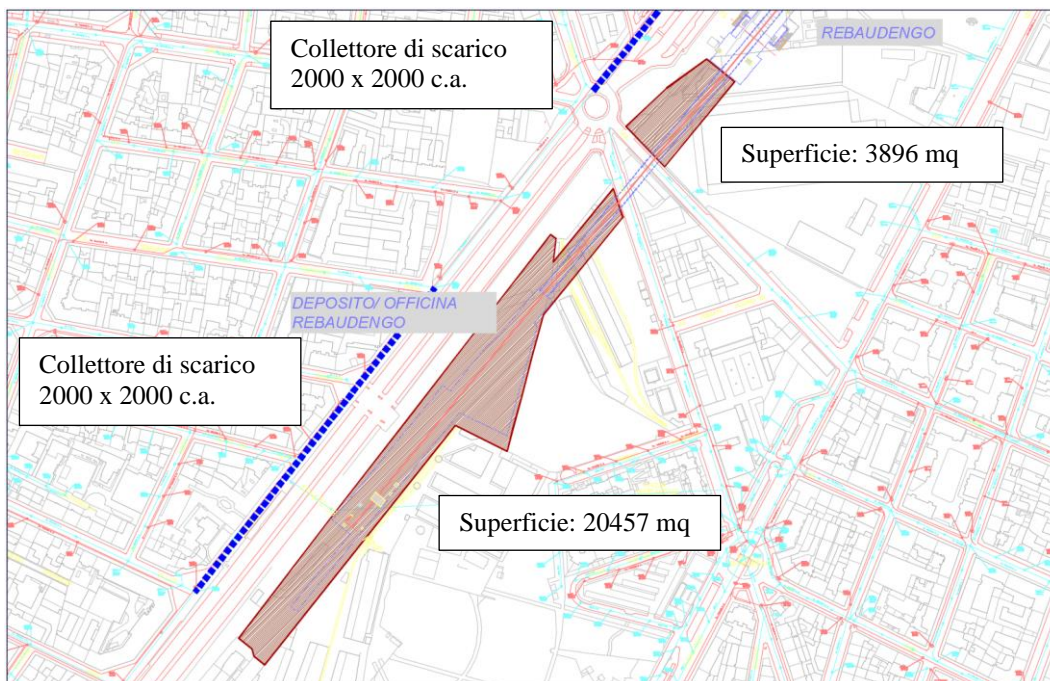 Collettore di scarico
2000 x 2000 c.a.
REBAUDENGO
Superficie: 3896 mq
DEPOSITO/ OFFICINA
REBAUDENGO
Collettore di scarico
2000 x 2000 c.a.
Superficie: 20457 mq